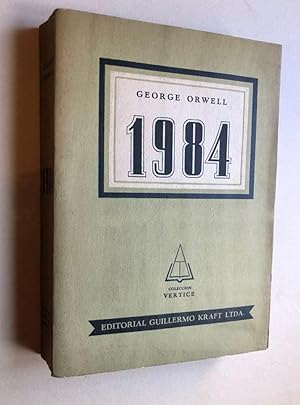 GEORGE ORWELL
1984
COLECCION
VERTICE
EDITORIAL GUILLERMO KRAFT LTDA.